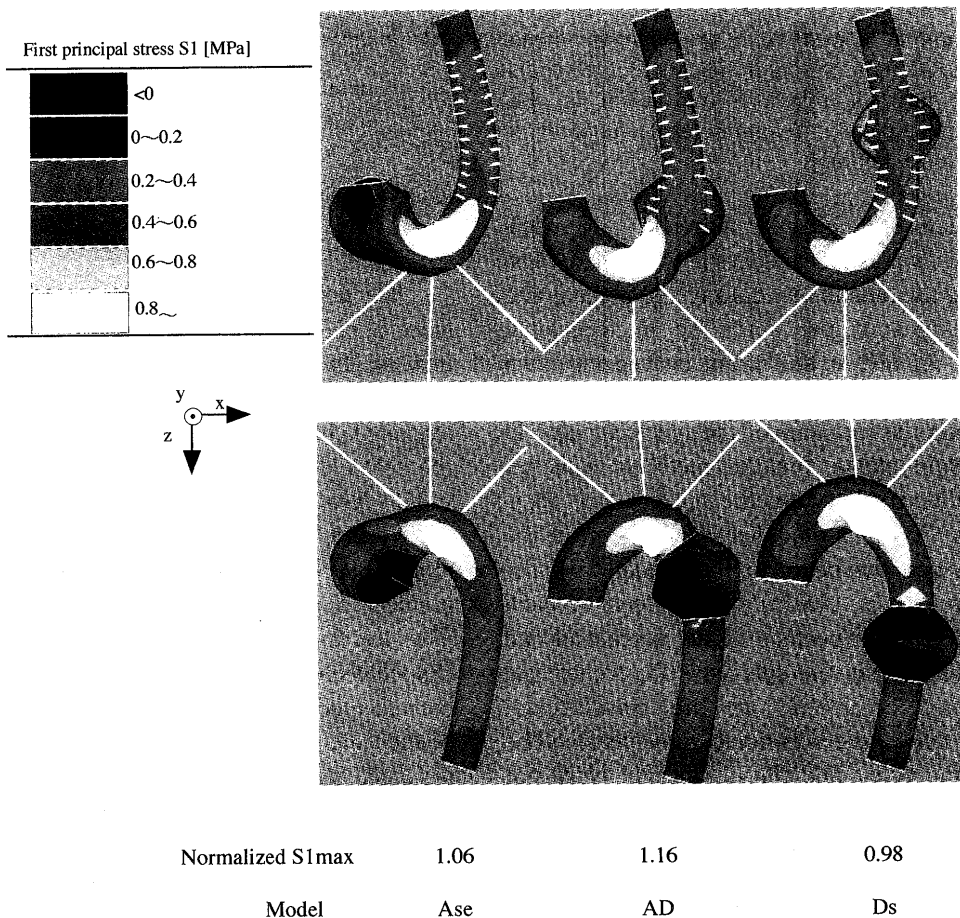 First principal stress S1 [MPa]
<0
0～0.2
0.2～0.4
0.4～0.6
0.6～0.8
0.8～
y
x
z
Normalized S1max 1.06 1.16 0.98
Model Ase AD Ds